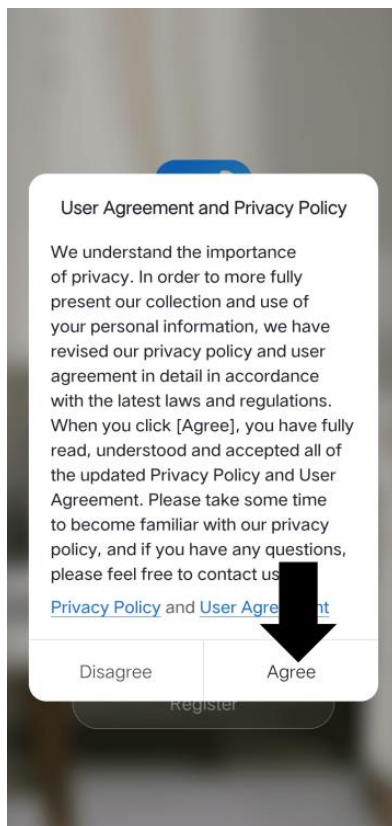 User Agreement and Privacy Policy
We understand the importance
of privacy. In order to more fully
present our collection and use of
your personal information, we have
revised our privacy policy and user
agreement in detail in accordance
with the latest laws and regulations.
When you click [Agree], you have fully
read, understood and accepted all of
the updated Privacy Policy and User
Agreement. Please take some time
to become familiar with our privacy
policy, and if you have any questions,
please feel free to contact us
Privacy Policy and User
Disagree
Agree
Register